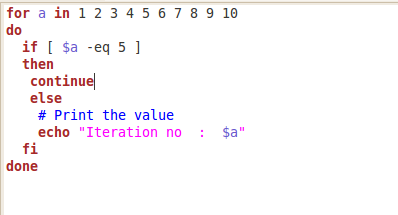 for a in 1 2 3 4 5 6 7 8 9 10
do
  if [ $a -eq 5 ]
  then
   continue
   else
    # Print the value
    echo "Iteration no  :  $a"
  fi
done